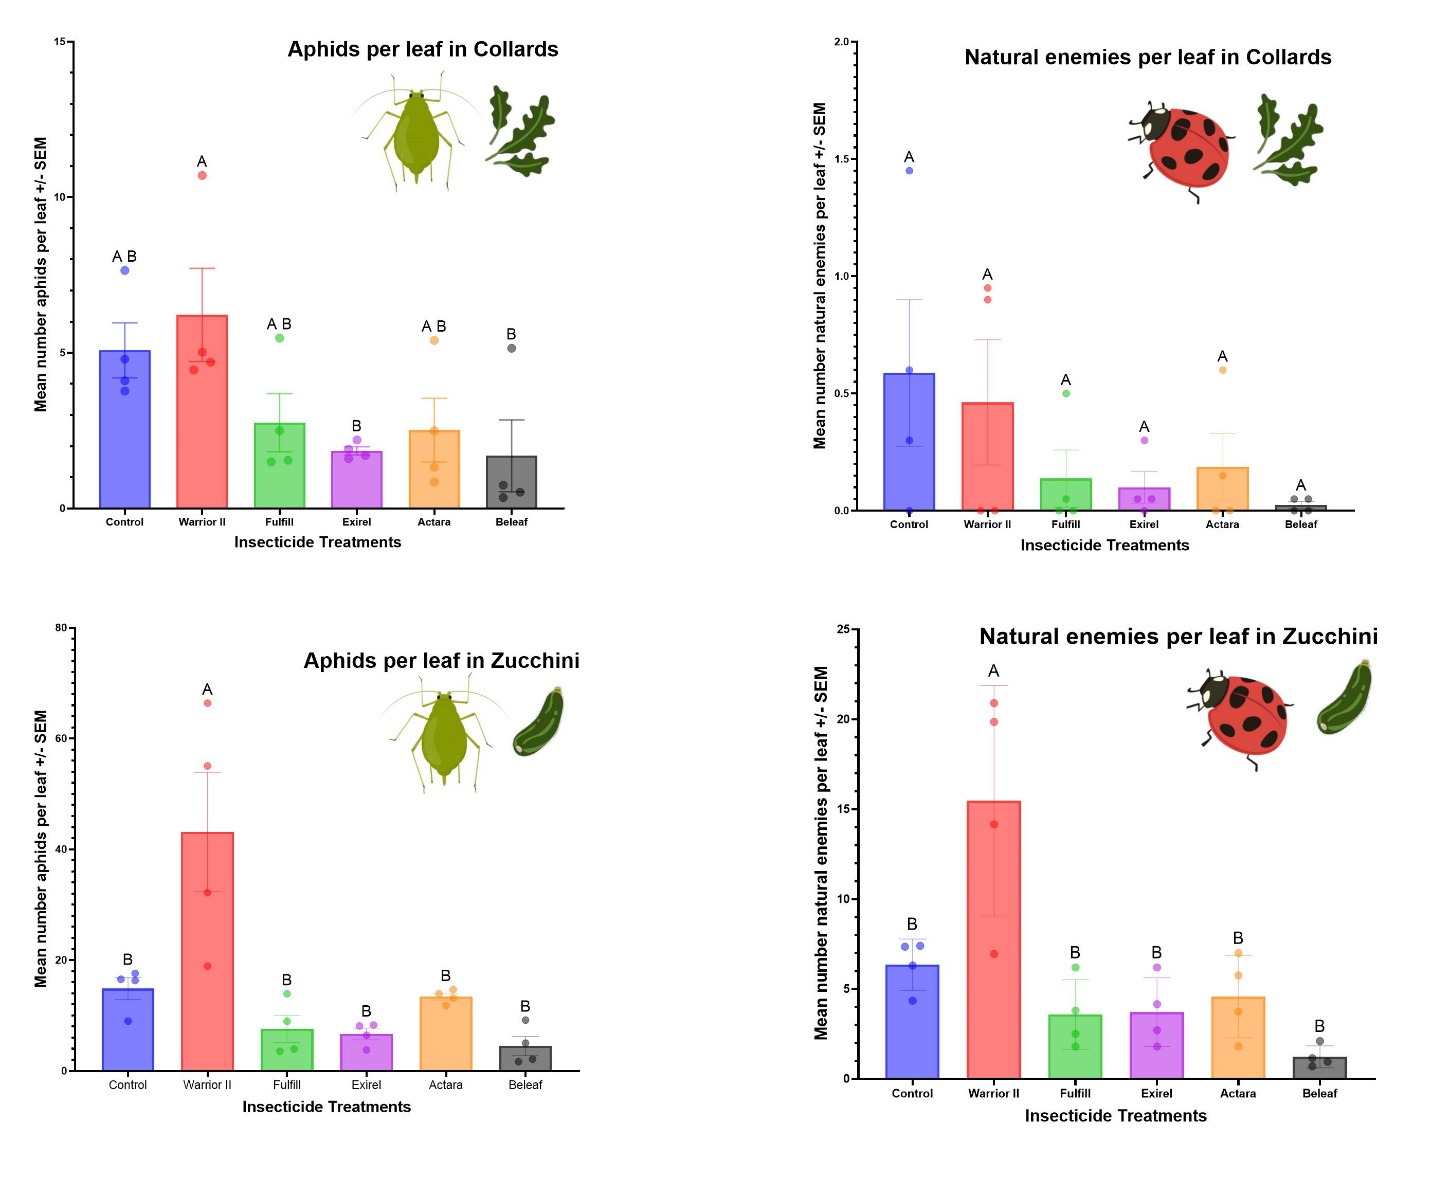 Aphids per leaf in Collards
Mean number aphids per leaf +/- SEM
15
10
5
0
A B
A
A B
B
A B
B
Control Warrior II Fulfill Exirel Actara Beleaf
Insecticide Treatments
Natural enemies per leaf in Collards
Mean number natural enemies per leaf +/- SEM
2.0
1.5
1.0
0.5
0.0
A
A
A
A
A
A
Control Warrior II Fulfill Exirel Actara Beleaf
Insecticide Treatments
Aphids per leaf in Zucchini
Mean number aphids per leaf +/- SEM
80
60
40
20
0
B
A
B
B
B
B
Control Warrior II Fulfill Exirel Actara Beleaf
Insecticide Treatments
Natural enemies per leaf in Zucchini
Mean number natural enemies per leaf +/- SEM
25
20
15
10
5
0
B
A
B
B
B
B
Control Warrior II Fulfill Exirel Actara Beleaf
Insecticide Treatments